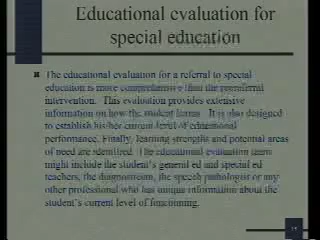 Educational evaluation for
special education
The educational evaluation for a referral to special
education is more comprehensive than the prereferral
intervention. This evaluation provides extensive
information on how the student learns. It is also designed
to establish his/her current level of educational
performance. Finally, learning strengths and potential areas
of need are identified. The educational evaluation team
might include the student's general ed and special ed
teachers, the diagnostician, the speech pathologist or any
other professional who has unique information about the
student's current level of functioning.